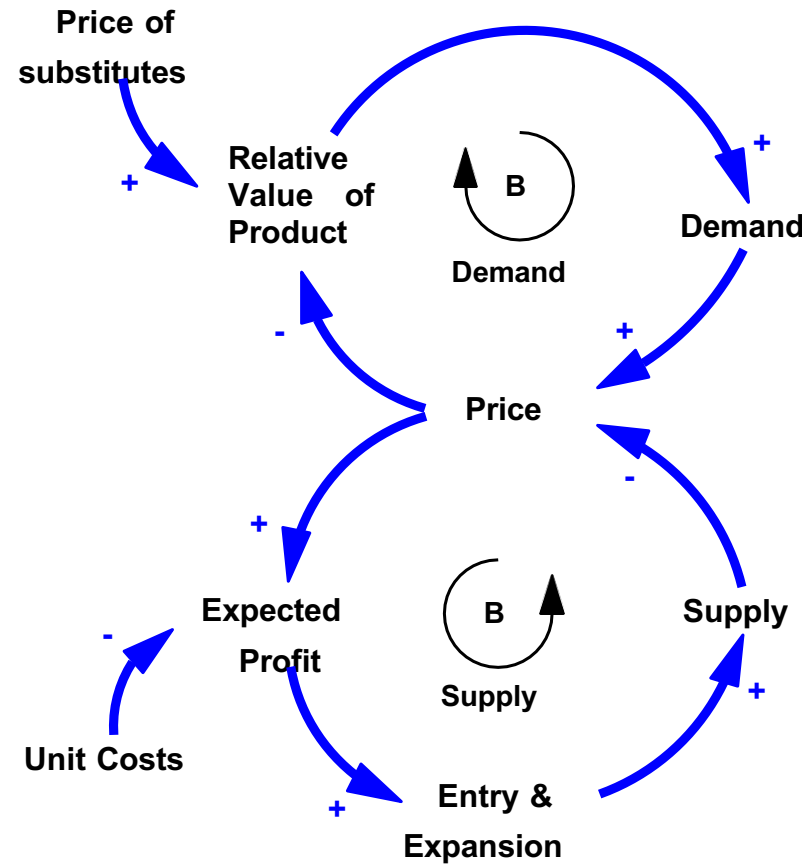 Price of
substitutes
+
Relative
Value of
Product
B
Demand
+
Demand
-
+
Price
-
+
Expected
Profit
B
Supply
Supply
-
+
Unit Costs
+
Entry &
Expansion